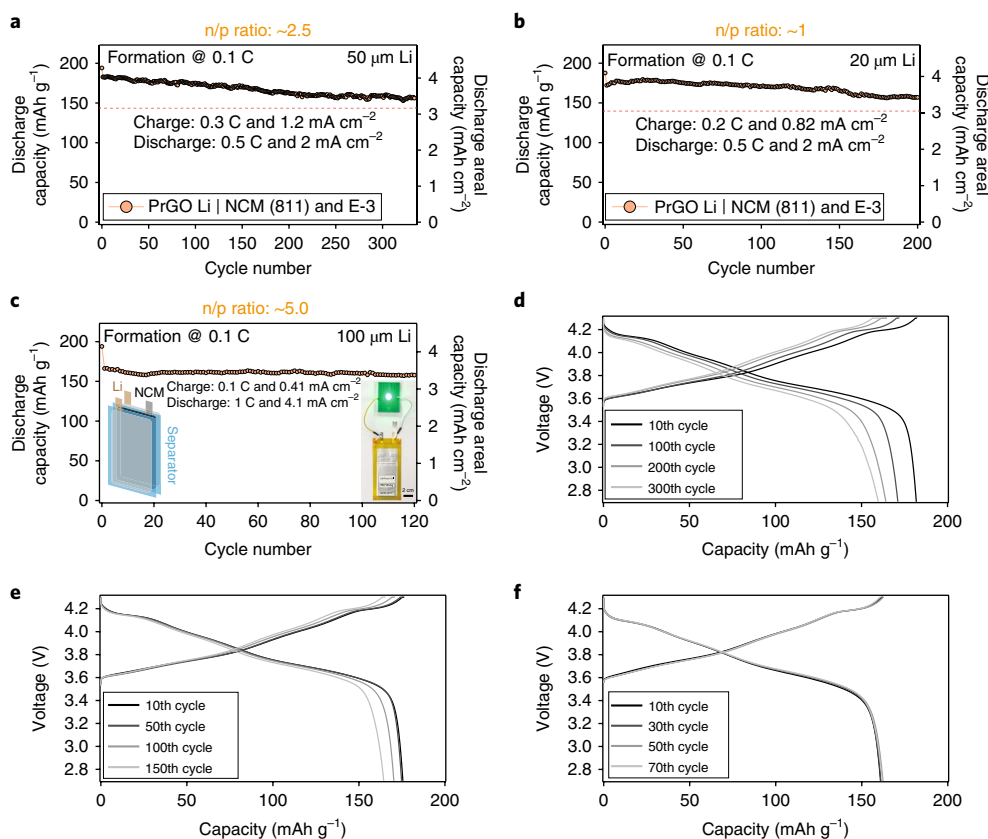 a
n/p ratio: ~2.5
Formation @ 0.1 C
50 μm Li
Charge: 0.3 C and 1.2 mA cm–2
Discharge: 0.5 C and 2 mA cm–2
PrGO Li | NCM (811) and E-3
Discharge
capacity (mAh g–1)
200
150
100
50
0
Discharge areal
capacity (mAh cm–2)
4
3
2
1
0
0 50 100 150 200 250 300
Cycle number
b
n/p ratio: ~1
Formation @ 0.1 C
20 μm Li
Charge: 0.2 C and 0.82 mA cm–2
Discharge: 0.5 C and 2 mA cm–2
PrGO Li | NCM (811) and E-3
Discharge
capacity (mAh g–1)
200
150
100
50
0
Discharge areal
capacity (mAh cm–2)
4
3
2
1
0
0 50 100 150 200
Cycle number
c
n/p ratio: ~5.0
Formation @ 0.1 C
100 μm Li
Charge: 0.1 C and 0.41 mA cm–2
Discharge: 1 C and 4.1 mA cm–2
Li
NCM
Separator
2 cm
Discharge
capacity (mAh g–1)
200
150
100
50
0
Discharge areal
capacity (mAh cm–2)
4
3
2
1
0
0 20 40 60 80 100 120
Cycle number
d
Voltage (V)
4.2
4.0
3.8
3.6
3.4
3.2
3.0
2.8
10th cycle
100th cycle
200th cycle
300th cycle
0 50 100 150 200
Capacity (mAh g–1)
e
Voltage (V)
4.2
4.0
3.8
3.6
3.4
3.2
3.0
2.8
10th cycle
50th cycle
100th cycle
150th cycle
0 50 100 150 200
Capacity (mAh g–1)
f
Voltage (V)
4.2
4.0
3.8
3.6
3.4
3.2
3.0
2.8
10th cycle
30th cycle
50th cycle
70th cycle
0 50 100 150 200
Capacity (mAh g–1)